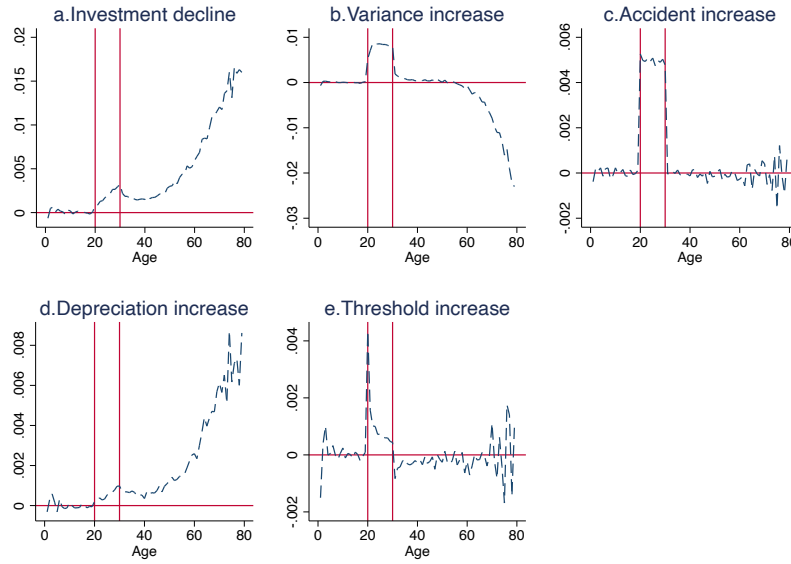 a.Investment decline
.02
.015
.01
.005
0
0 20 40 60 80
Age
b.Variance increase
.01
0
-.01
-.02
-.03
0 20 40 60 80
Age
c.Accident increase
.006
.004
.002
0
-.002
0 20 40 60 80
Age
d.Depreciation increase
.01
.008
.006
.004
.002
0
0 20 40 60 80
Age
e.Threshold increase
.004
.002
0
-.002
0 20 40 60 80
Age